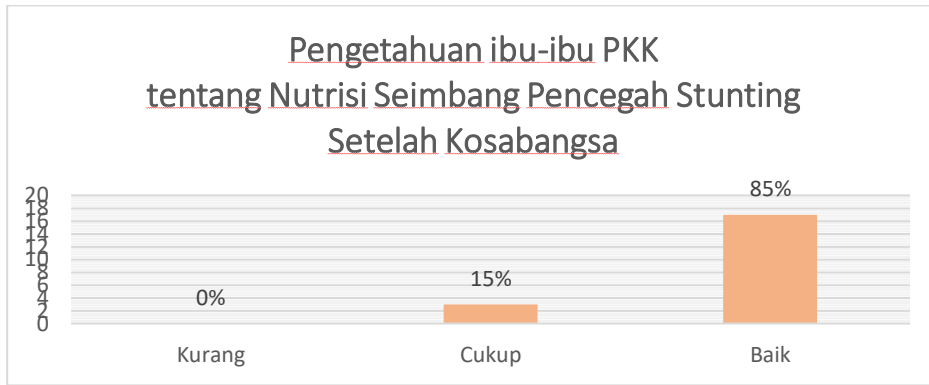 Pengetahuan ibu-ibu PKK
tentang Nutrisi Seimbang Pencegah Stunting
Setelah Kosabangsa
20
18
16
14
12
10
8
6
4
2
0
0%
15%
85%
Kurang
Cukup
Baik